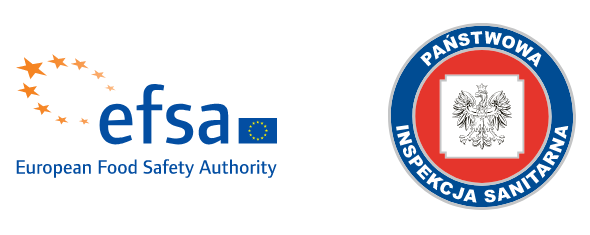 efsa
European Food Safety Authority
PAŃSTWOWA
INSPEKCJA SANITARNA